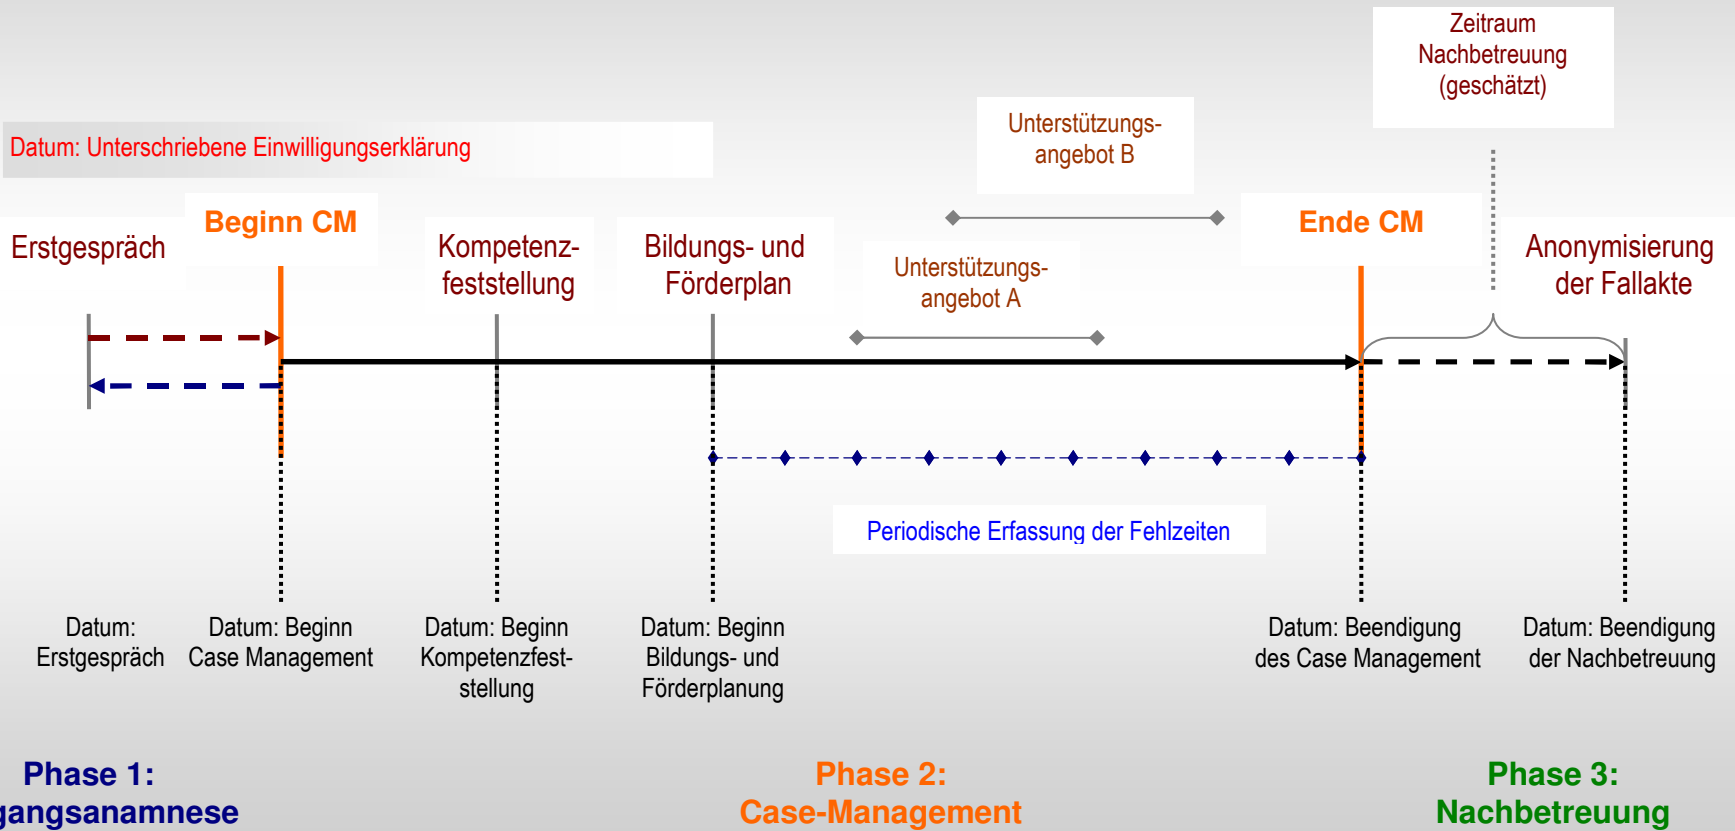 Zeitraum
Nachbetreuung
(geschätzt)
Unterstützungs-
angebot B
Datum: Unterschriebene Einwilligungserklärung
Beginn CM
Ende CM
Erstgespräch
Kompetenz-
feststellung
Bildungs- und
Förderplan
Unterstützungs-
angebot A
Anonymisierung
der Fallakte
Periodische Erfassung der Fehlzeiten
Datum:
Erstgespräch
Datum: Beginn
Case Management
Datum: Beginn
Kompetenzfest-
stellung
Datum: Beginn
Bildungs- und
Förderplanung
Datum: Beendigung
des Case Management
Datum: Beendigung
der Nachbetreuung
Phase 1:
gangsanamnese
Phase 2:
Case-Management
Phase 3:
Nachbetreuung